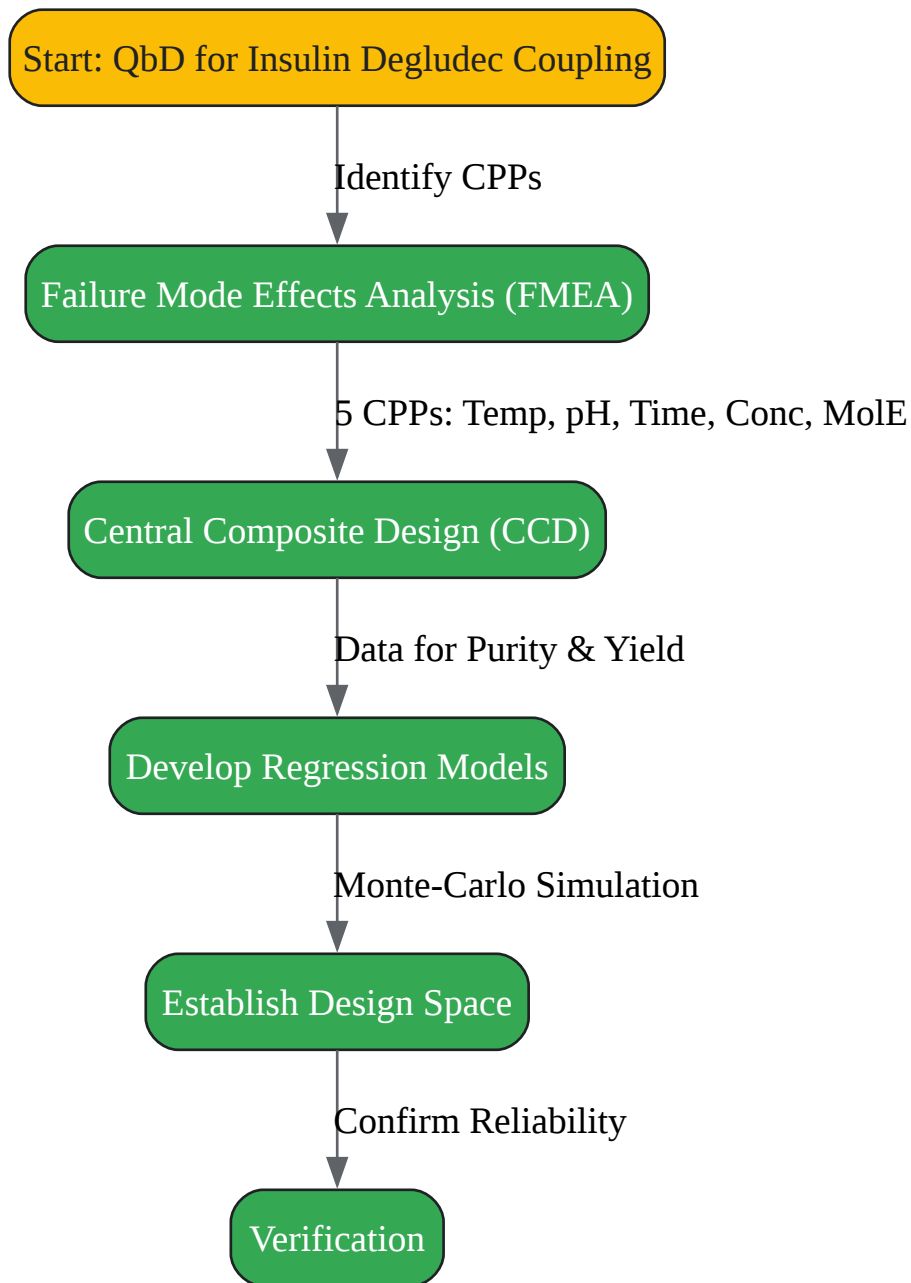 Start: QbD for Insulin Degludec Coupling
Identify CPPs
Failure Mode Effects Analysis (FMEA)
5 CPPs: Temp, pH, Time, Conc, MolE
Central Composite Design (CCD)
Data for Purity & Yield
Develop Regression Models
Monte-Carlo Simulation
Establish Design Space
Confirm Reliability
Verification